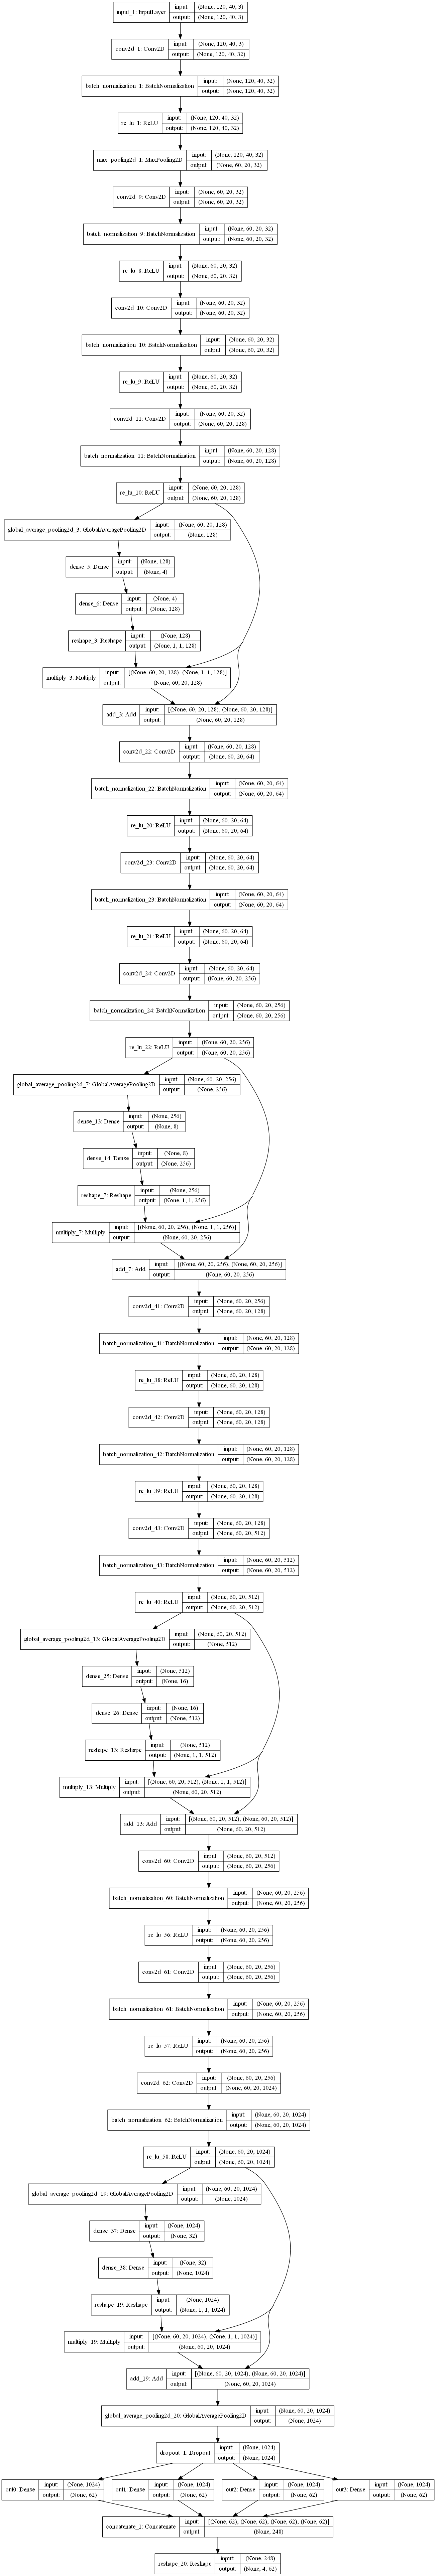 input_1: InputLayer
input: (None, 120, 40, 3)
output: (None, 120, 40, 3)
conv2d_1: Conv2D
input: (None, 120, 40, 3)
output: (None, 120, 40, 32)
batch_normalization_1: BatchNormalization
input: (None, 120, 40, 32)
output: (None, 120, 40, 32)
re_lu_1: ReLU
input: (None, 120, 40, 32)
output: (None, 120, 40, 32)
max_pooling2d_1: MaxPooling2D
input: (None, 120, 40, 32)
output: (None, 60, 20, 32)
conv2d_9: Conv2D
input: (None, 60, 20, 32)
output: (None, 60, 20, 32)
batch_normalization_9: BatchNormalization
input: (None, 60, 20, 32)
output: (None, 60, 20, 32)
re_lu_8: ReLU
input: (None, 60, 20, 32)
output: (None, 60, 20, 32)
conv2d_10: Conv2D
input: (None, 60, 20, 32)
output: (None, 60, 20, 32)
batch_normalization_10: BatchNormalization
input: (None, 60, 20, 32)
output: (None, 60, 20, 32)
re_lu_9: ReLU
input: (None, 60, 20, 32)
output: (None, 60, 20, 32)
conv2d_11: Conv2D
input: (None, 60, 20, 32)
output: (None, 60, 20, 128)
batch_normalization_11: BatchNormalization
input: (None, 60, 20, 128)
output: (None, 60, 20, 128)
re_lu_10: ReLU
input: (None, 60, 20, 128)
output: (None, 60, 20, 128)
global_average_pooling2d_3: GlobalAveragePooling2D
input: (None, 60, 20, 128)
output: (None, 128)
dense_5: Dense
input: (None, 128)
output: (None, 4)
dense_6: Dense
input: (None, 4)
output: (None, 128)
reshape_3: Reshape
input: (None, 128)
output: (None, 1, 1, 128)
multiply_3: Multiply
input: [(None, 60, 20, 128), (None, 1, 1, 128)]
output: (None, 60, 20, 128)
add_3: Add
input: [(None, 60, 20, 128), (None, 60, 20, 128)]
output: (None, 60, 20, 128)
conv2d_22: Conv2D
input: (None, 60, 20, 128)
output: (None, 60, 20, 64)
batch_normalization_22: BatchNormalization
input: (None, 60, 20, 64)
output: (None, 60, 20, 64)
re_lu_20: ReLU
input: (None, 60, 20, 64)
output: (None, 60, 20, 64)
conv2d_23: Conv2D
input: (None, 60, 20, 64)
output: (None, 60, 20, 64)
batch_normalization_23: BatchNormalization
input: (None, 60, 20, 64)
output: (None, 60, 20, 64)
re_lu_21: ReLU
input: (None, 60, 20, 64)
output: (None, 60, 20, 64)
conv2d_24: Conv2D
input: (None, 60, 20, 64)
output: (None, 60, 20, 256)
batch_normalization_24: BatchNormalization
input: (None, 60, 20, 256)
output: (None, 60, 20, 256)
re_lu_22: ReLU
input: (None, 60, 20, 256)
output: (None, 60, 20, 256)
global_average_pooling2d_7: GlobalAveragePooling2D
input: (None, 60, 20, 256)
output: (None, 256)
dense_13: Dense
input: (None, 256)
output: (None, 8)
dense_14: Dense
input: (None, 8)
output: (None, 256)
reshape_7: Reshape
input: (None, 256)
output: (None, 1, 1, 256)
multiply_7: Multiply
input: [(None, 60, 20, 256), (None, 1, 1, 256)]
output: (None, 60, 20, 256)
add_7: Add
input: [(None, 60, 20, 256), (None, 60, 20, 256)]
output: (None, 60, 20, 256)
conv2d_41: Conv2D
input: (None, 60, 20, 256)
output: (None, 60, 20, 128)
batch_normalization_41: BatchNormalization
input: (None, 60, 20, 128)
output: (None, 60, 20, 128)
re_lu_38: ReLU
input: (None, 60, 20, 128)
output: (None, 60, 20, 128)
conv2d_42: Conv2D
input: (None, 60, 20, 128)
output: (None, 60, 20, 128)
batch_normalization_42: BatchNormalization
input: (None, 60, 20, 128)
output: (None, 60, 20, 128)
re_lu_39: ReLU
input: (None, 60, 20, 128)
output: (None, 60, 20, 128)
conv2d_43: Conv2D
input: (None, 60, 20, 128)
output: (None, 60, 20, 512)
batch_normalization_43: BatchNormalization
input: (None, 60, 20, 512)
output: (None, 60, 20, 512)
re_lu_40: ReLU
input: (None, 60, 20, 512)
output: (None, 60, 20, 512)
global_average_pooling2d_13: GlobalAveragePooling2D
input: (None, 60, 20, 512)
output: (None, 512)
dense_25: Dense
input: (None, 512)
output: (None, 16)
dense_26: Dense
input: (None, 16)
output: (None, 512)
reshape_13: Reshape
input: (None, 512)
output: (None, 1, 1, 512)
multiply_13: Multiply
input: [(None, 60, 20, 512), (None, 1, 1, 512)]
output: (None, 60, 20, 512)
add_13: Add
input: [(None, 60, 20, 512), (None, 60, 20, 512)]
output: (None, 60, 20, 512)
conv2d_60: Conv2D
input: (None, 60, 20, 512)
output: (None, 60, 20, 256)
batch_normalization_60: BatchNormalization
input: (None, 60, 20, 256)
output: (None, 60, 20, 256)
re_lu_56: ReLU
input: (None, 60, 20, 256)
output: (None, 60, 20, 256)
conv2d_61: Conv2D
input: (None, 60, 20, 256)
output: (None, 60, 20, 256)
batch_normalization_61: BatchNormalization
input: (None, 60, 20, 256)
output: (None, 60, 20, 256)
re_lu_57: ReLU
input: (None, 60, 20, 256)
output: (None, 60, 20, 256)
conv2d_62: Conv2D
input: (None, 60, 20, 256)
output: (None, 60, 20, 1024)
batch_normalization_62: BatchNormalization
input: (None, 60, 20, 1024)
output: (None, 60, 20, 1024)
re_lu_58: ReLU
input: (None, 60, 20, 1024)
output: (None, 60, 20, 1024)
global_average_pooling2d_19: GlobalAveragePooling2D
input: (None, 60, 20, 1024)
output: (None, 1024)
dense_37: Dense
input: (None, 1024)
output: (None, 32)
dense_38: Dense
input: (None, 32)
output: (None, 1024)
reshape_19: Reshape
input: (None, 1024)
output: (None, 1, 1, 1024)
multiply_19: Multiply
input: [(None, 60, 20, 1024), (None, 1, 1, 1024)]
output: (None, 60, 20, 1024)
add_19: Add
input: [(None, 60, 20, 1024), (None, 60, 20, 1024)]
output: (None, 60, 20, 1024)
global_average_pooling2d_20: GlobalAveragePooling2D
input: (None, 60, 20, 1024)
output: (None, 1024)
dropout_1: Dropout
input: (None, 1024)
output: (None, 1024)
out0: Dense
input: (None, 1024)
output: (None, 62)
out1: Dense
input: (None, 1024)
output: (None, 62)
out2: Dense
input: (None, 1024)
output: (None, 62)
out3: Dense
input: (None, 1024)
output: (None, 62)
concatenate_1: Concatenate
input: [(None, 62), (None, 62), (None, 62), (None, 62)]
output: (None, 248)
reshape_20: Reshape
input: (None, 248)
output: (None, 4, 62)